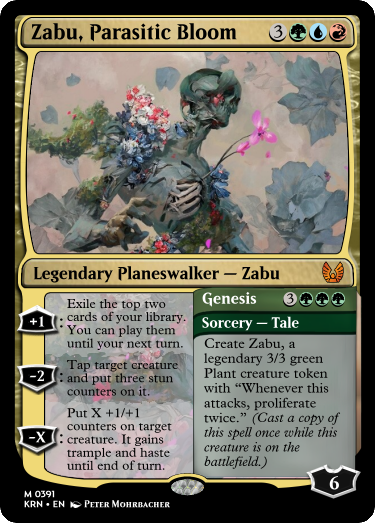 Zabu, Parasitic Bloom 3
Legendary Planeswalker — Zabu
+1
Exile the top two
cards of your library.
You can play them
until your next turn.
-2
Tap target creature
and put three stun
counters on it.
-X
Put X +1/+1
counters on target
creature. It gains
trample and haste
until end of turn.
Genesis 3
Sorcery — Tale
Create Zabu, a
legendary 3/3 green
Plant creature token
with “Whenever this
attacks, proliferate
twice.” (Cast a copy
of this spell once while this
creature is on the
battlefield.)
6
M 0391
KRN • EN Peter Mohrbacher